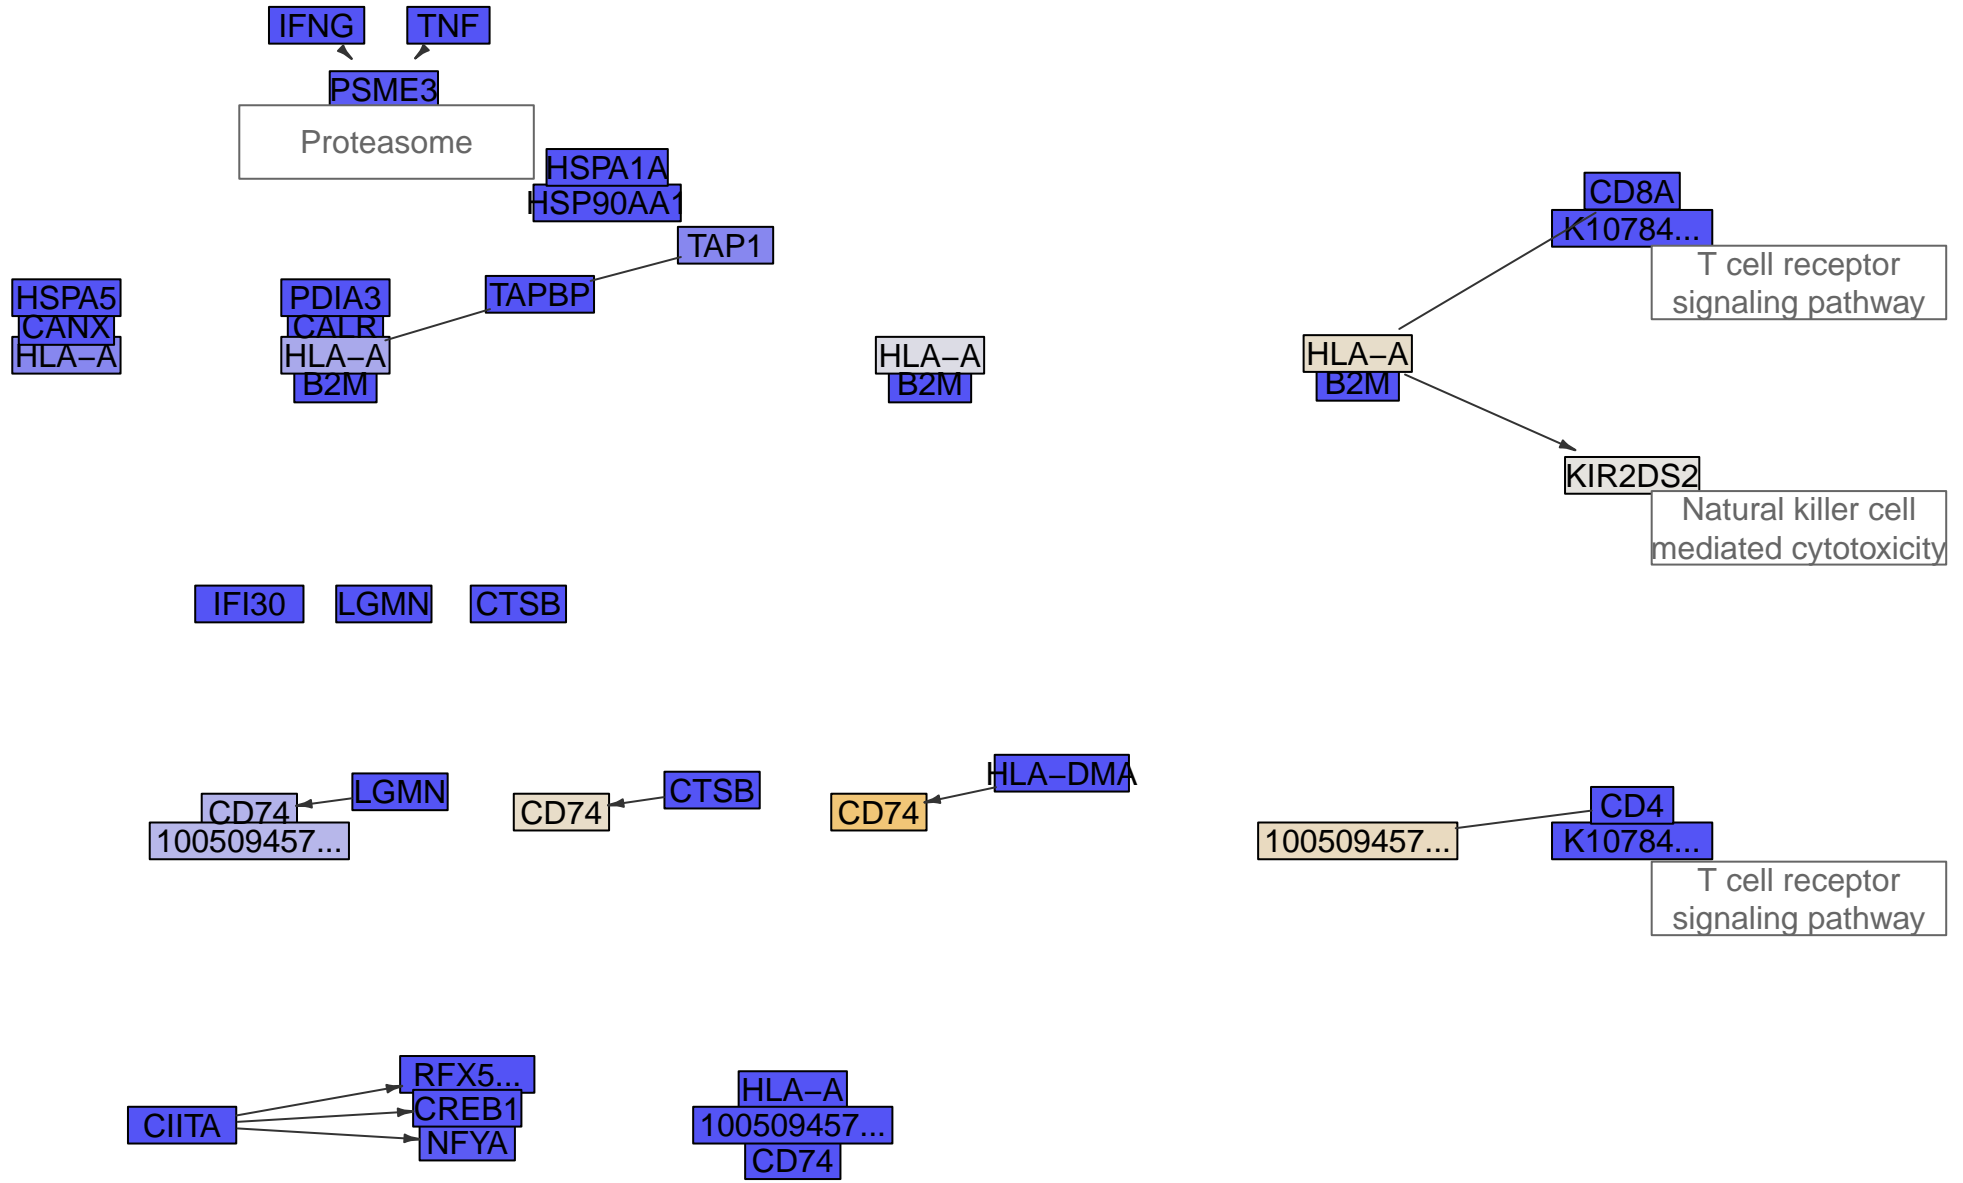 IFNG
TNF
PSME3
Proteasome
HSPA1A
HSP90AA1
TAP1
CD8A
K10784...
T cell receptor
signaling pathway
HSPA5
CANX
HLA−A
PDIA3
CALR
HLA−A
B2M
TAPBP
HLA−A
B2M
HLA−A
B2M
KIR2DS2
Natural killer cell
mediated cytotoxicity
IFI30
LGMN
CTSB
CD74
100509457...
LGMN
CD74
CTSB
CD74
HLA−DMA
100509457...
CD4
K10784...
T cell receptor
signaling pathway
CIITA
RFX5...
CREB1
NFYA
HLA−A
100509457...
CD74